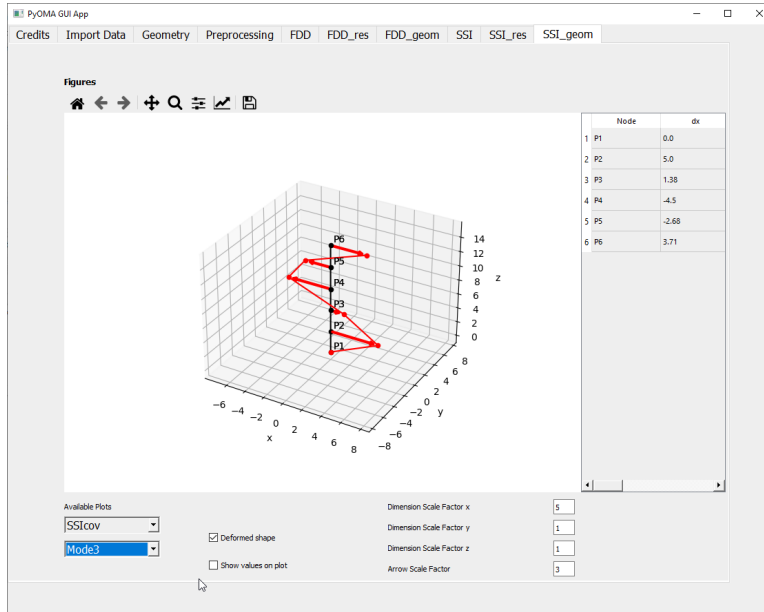 PyOMA GUI App
Credits Import Data Geometry Preprocessing FDD FDD_res FDD_geom SSI SSI_res SSI_geom
Figures
Node dx
1 P1 0.0
2 P2 5.0
3 P3 1.38
4 P4 -4.5
5 P5 -2.68
6 P6 3.71
P6
P5
P4
P3
P2
P1
14
12
10
8
6
4
2
0
z
−6 −4 −2 0 2 4 6 8
x
−8 −6 −4 −2 0 2 4 6 8
y
Available Plots
SSIcov
Mode3
Deformed shape
Show values on plot
Dimension Scale Factor x 5
Dimension Scale Factor y 1
Dimension Scale Factor z 1
Arrow Scale Factor 3